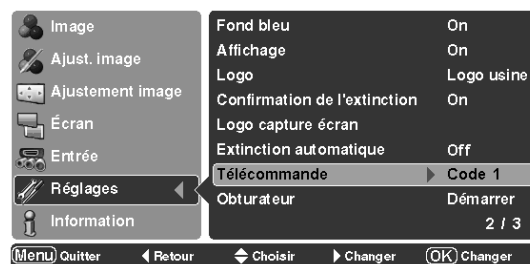 Image
Ajust. image
Ajustement image
Écran
Entrée
Réglages
Information
Fond bleu On
Affichage On
Logo Logo usine
Confirmation de l'extinction On
Logo capture écran
Extinction automatique Off
Télécommande Code 1
Obturateur Démarrer
2 / 3
Menu Quitter Retour Choisir Changer OK Changer